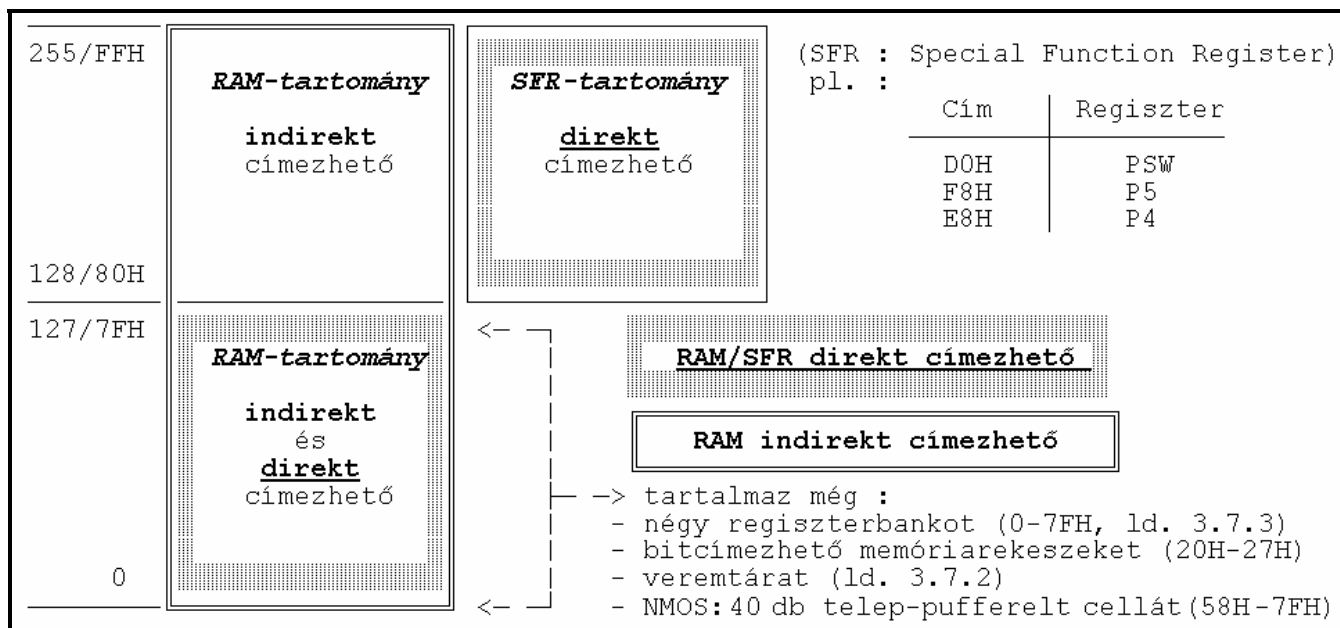 255/FFH
RAM-tartomány
indirekt
címezhető
128/80H
SFR-tartomány
direkt
címezhető
(SFR : Special Function Register)
pl. :
Cím Regiszter
D0H PSW
F8H P5
E8H P4
127/7FH
RAM-tartomány
indirekt
és
direkt
címezhető
0
<-
RAM/SFR direkt címezhető
RAM indirekt címezhető
-> tartalmaz még :
- négy regiszterbankot (0-7FH, ld. 3.7.3)
- bitcímezhető memóriarekeszeket (20H-27H)
- veremtárat (ld. 3.7.2)
<- - NMOS: 40 db telep-pufferelt cellát (58H-7FH)